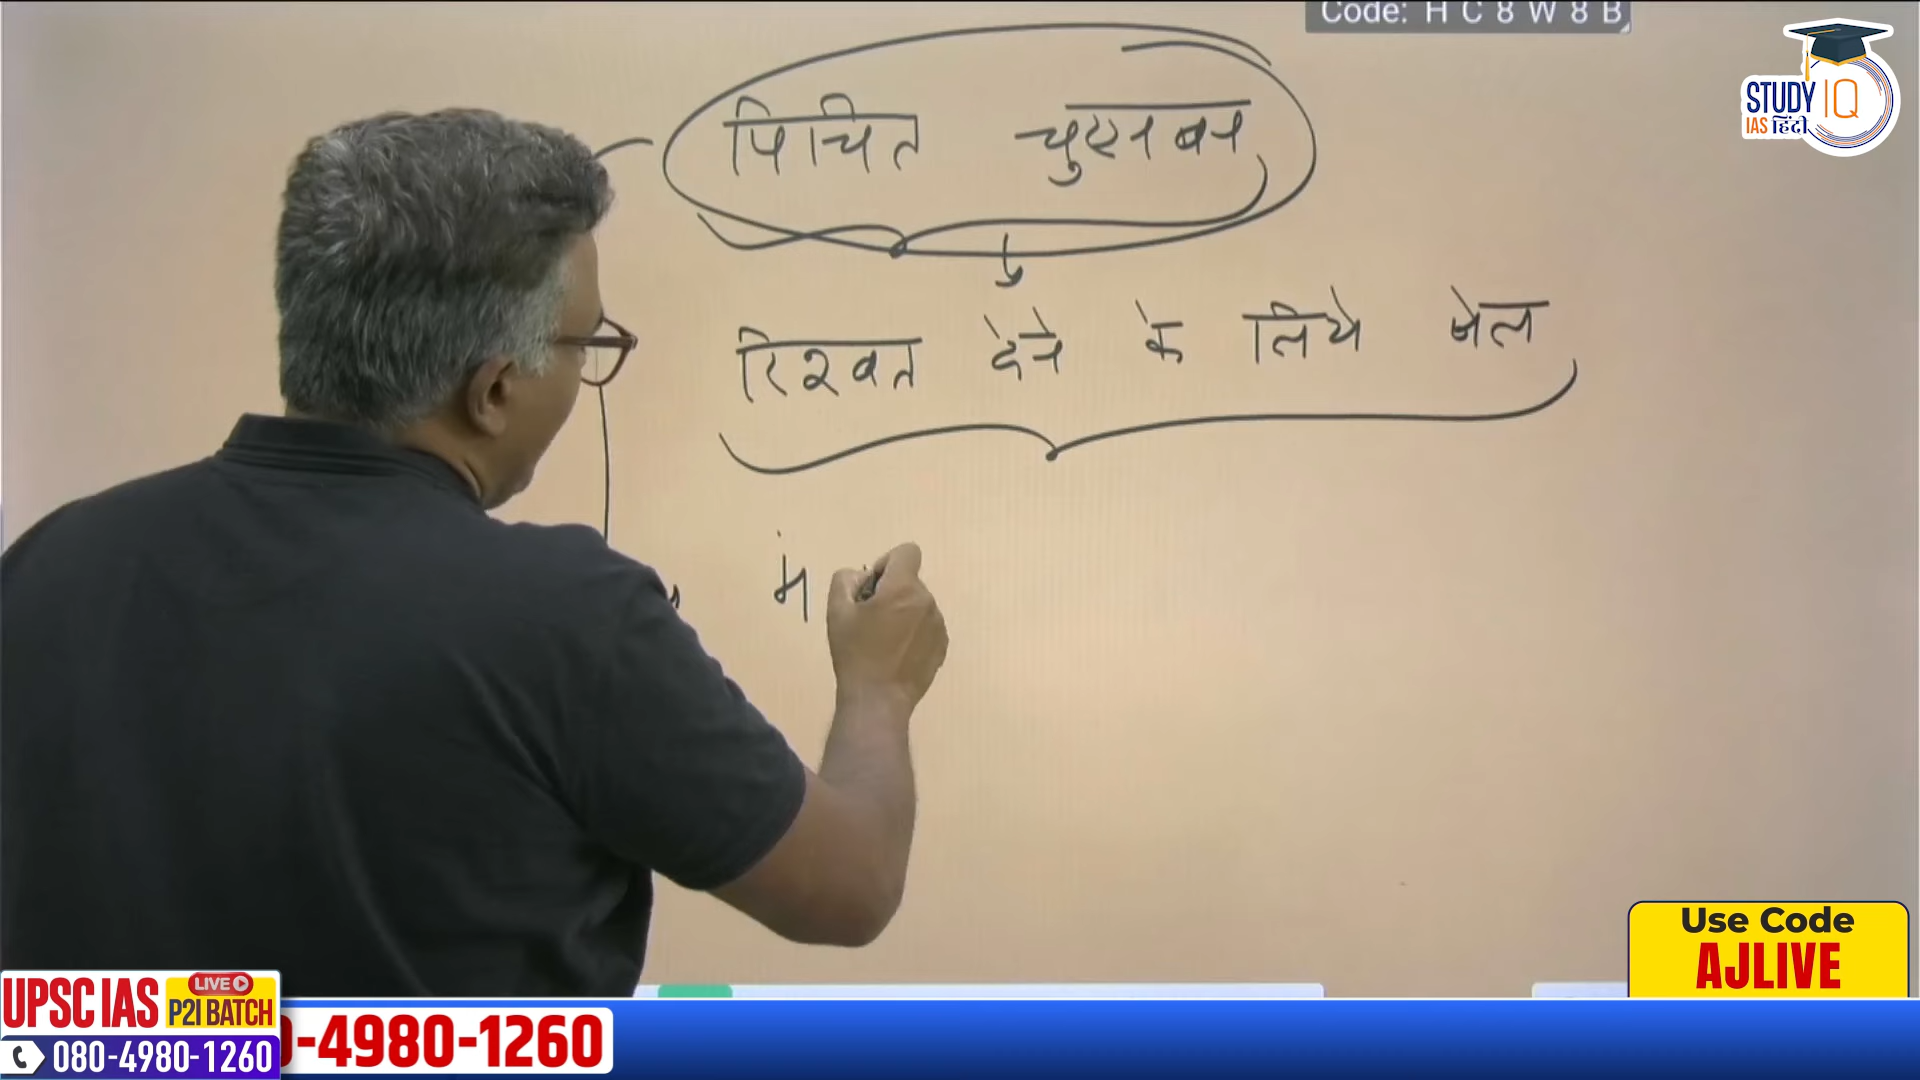 Code: H C 8 W 8 B
STUDY IQ
IAS हिंदी
पिचित चुएनबन
रिश्वत देने के लिये जेल
में
Use Code
AJLIVE
UPSC IAS LIVE P2I BATCH
080-4980-1260
-4980-1260